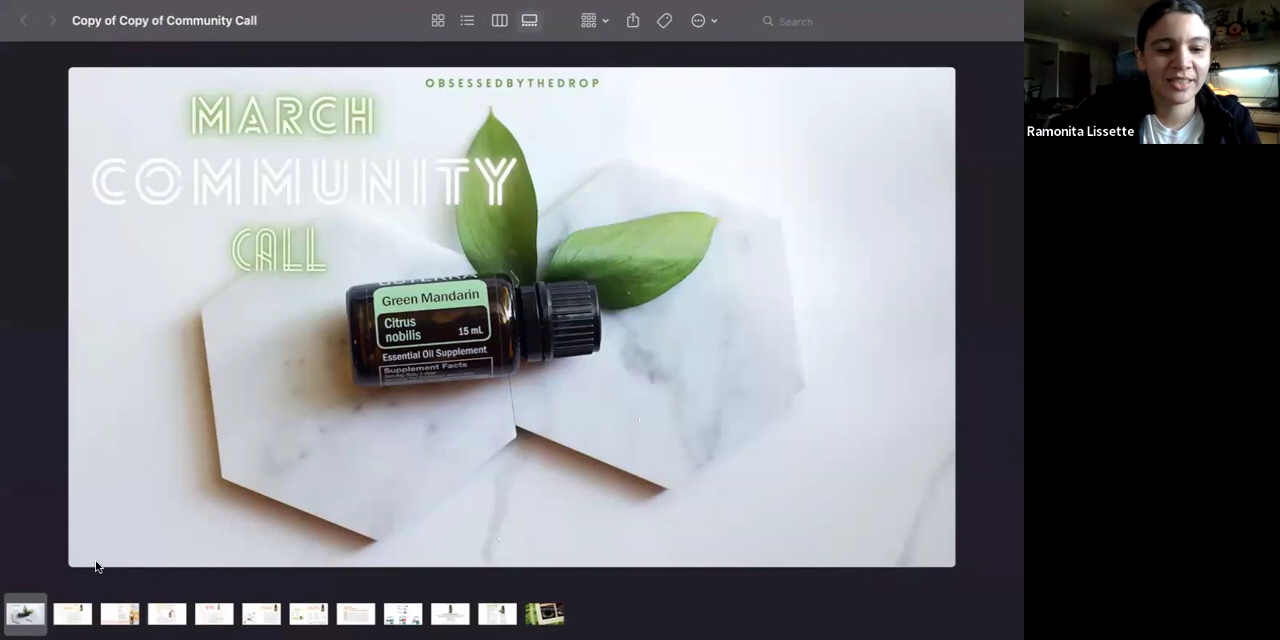 Copy of Copy of Community Call
Search
OBSESSEDBYTHEDROP
MARCH
COMMUNITY
CALL
dōTERRA
Green Mandarin
Citrus
nobilis
15 mL
Essential Oil Supplement
Supplement Facts
Ramonita Lissette